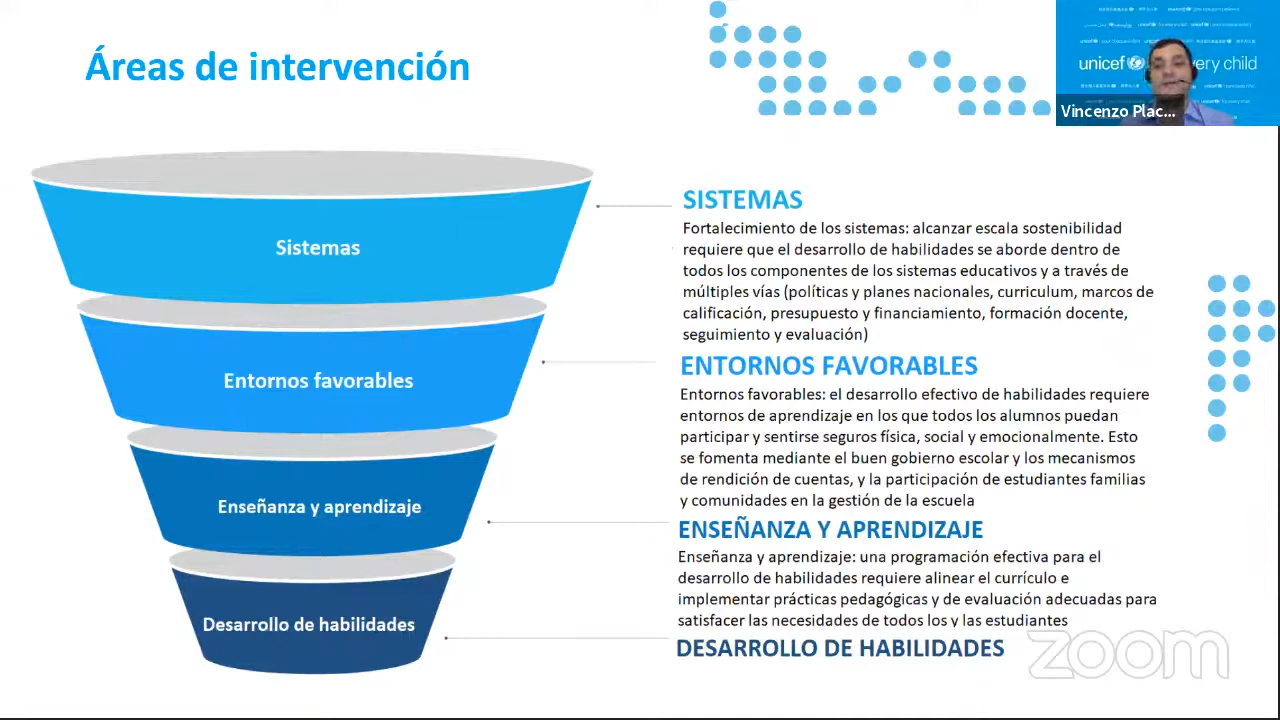 Áreas de intervención
unicef
very child
Vincenzo Plac...
Sistemas
Entornos favorables
Enseñanza y aprendizaje
Desarrollo de habilidades
SISTEMAS
Fortalecimiento de los sistemas: alcanzar escala sostenibilidad
requiere que el desarrollo de habilidades se aborde dentro de
todos los componentes de los sistemas educativos y a través de
múltiples vías (políticas y planes nacionales, curriculum, marcos de
calificación, presupuesto y financiamiento, formación docente,
seguimiento y evaluación)
ENTORNOS FAVORABLES
Entornos favorables: el desarrollo efectivo de habilidades requiere
entornos de aprendizaje en los que todos los alumnos puedan
participar y sentirse seguros física, social y emocionalmente. Esto
se fomenta mediante el buen gobierno escolar y los mecanismos
de rendición de cuentas, y la participación de estudiantes familias
y comunidades en la gestión de la escuela
ENSEÑANZA Y APRENDIZAJE
Enseñanza y aprendizaje: una programación efectiva para el
desarrollo de habilidades requiere alinear el currículo e
implementar prácticas pedagógicas y de evaluación adecuadas para
satisfacer las necesidades de todos los y las estudiantes
DESARROLLO DE HABILIDADES
zoom